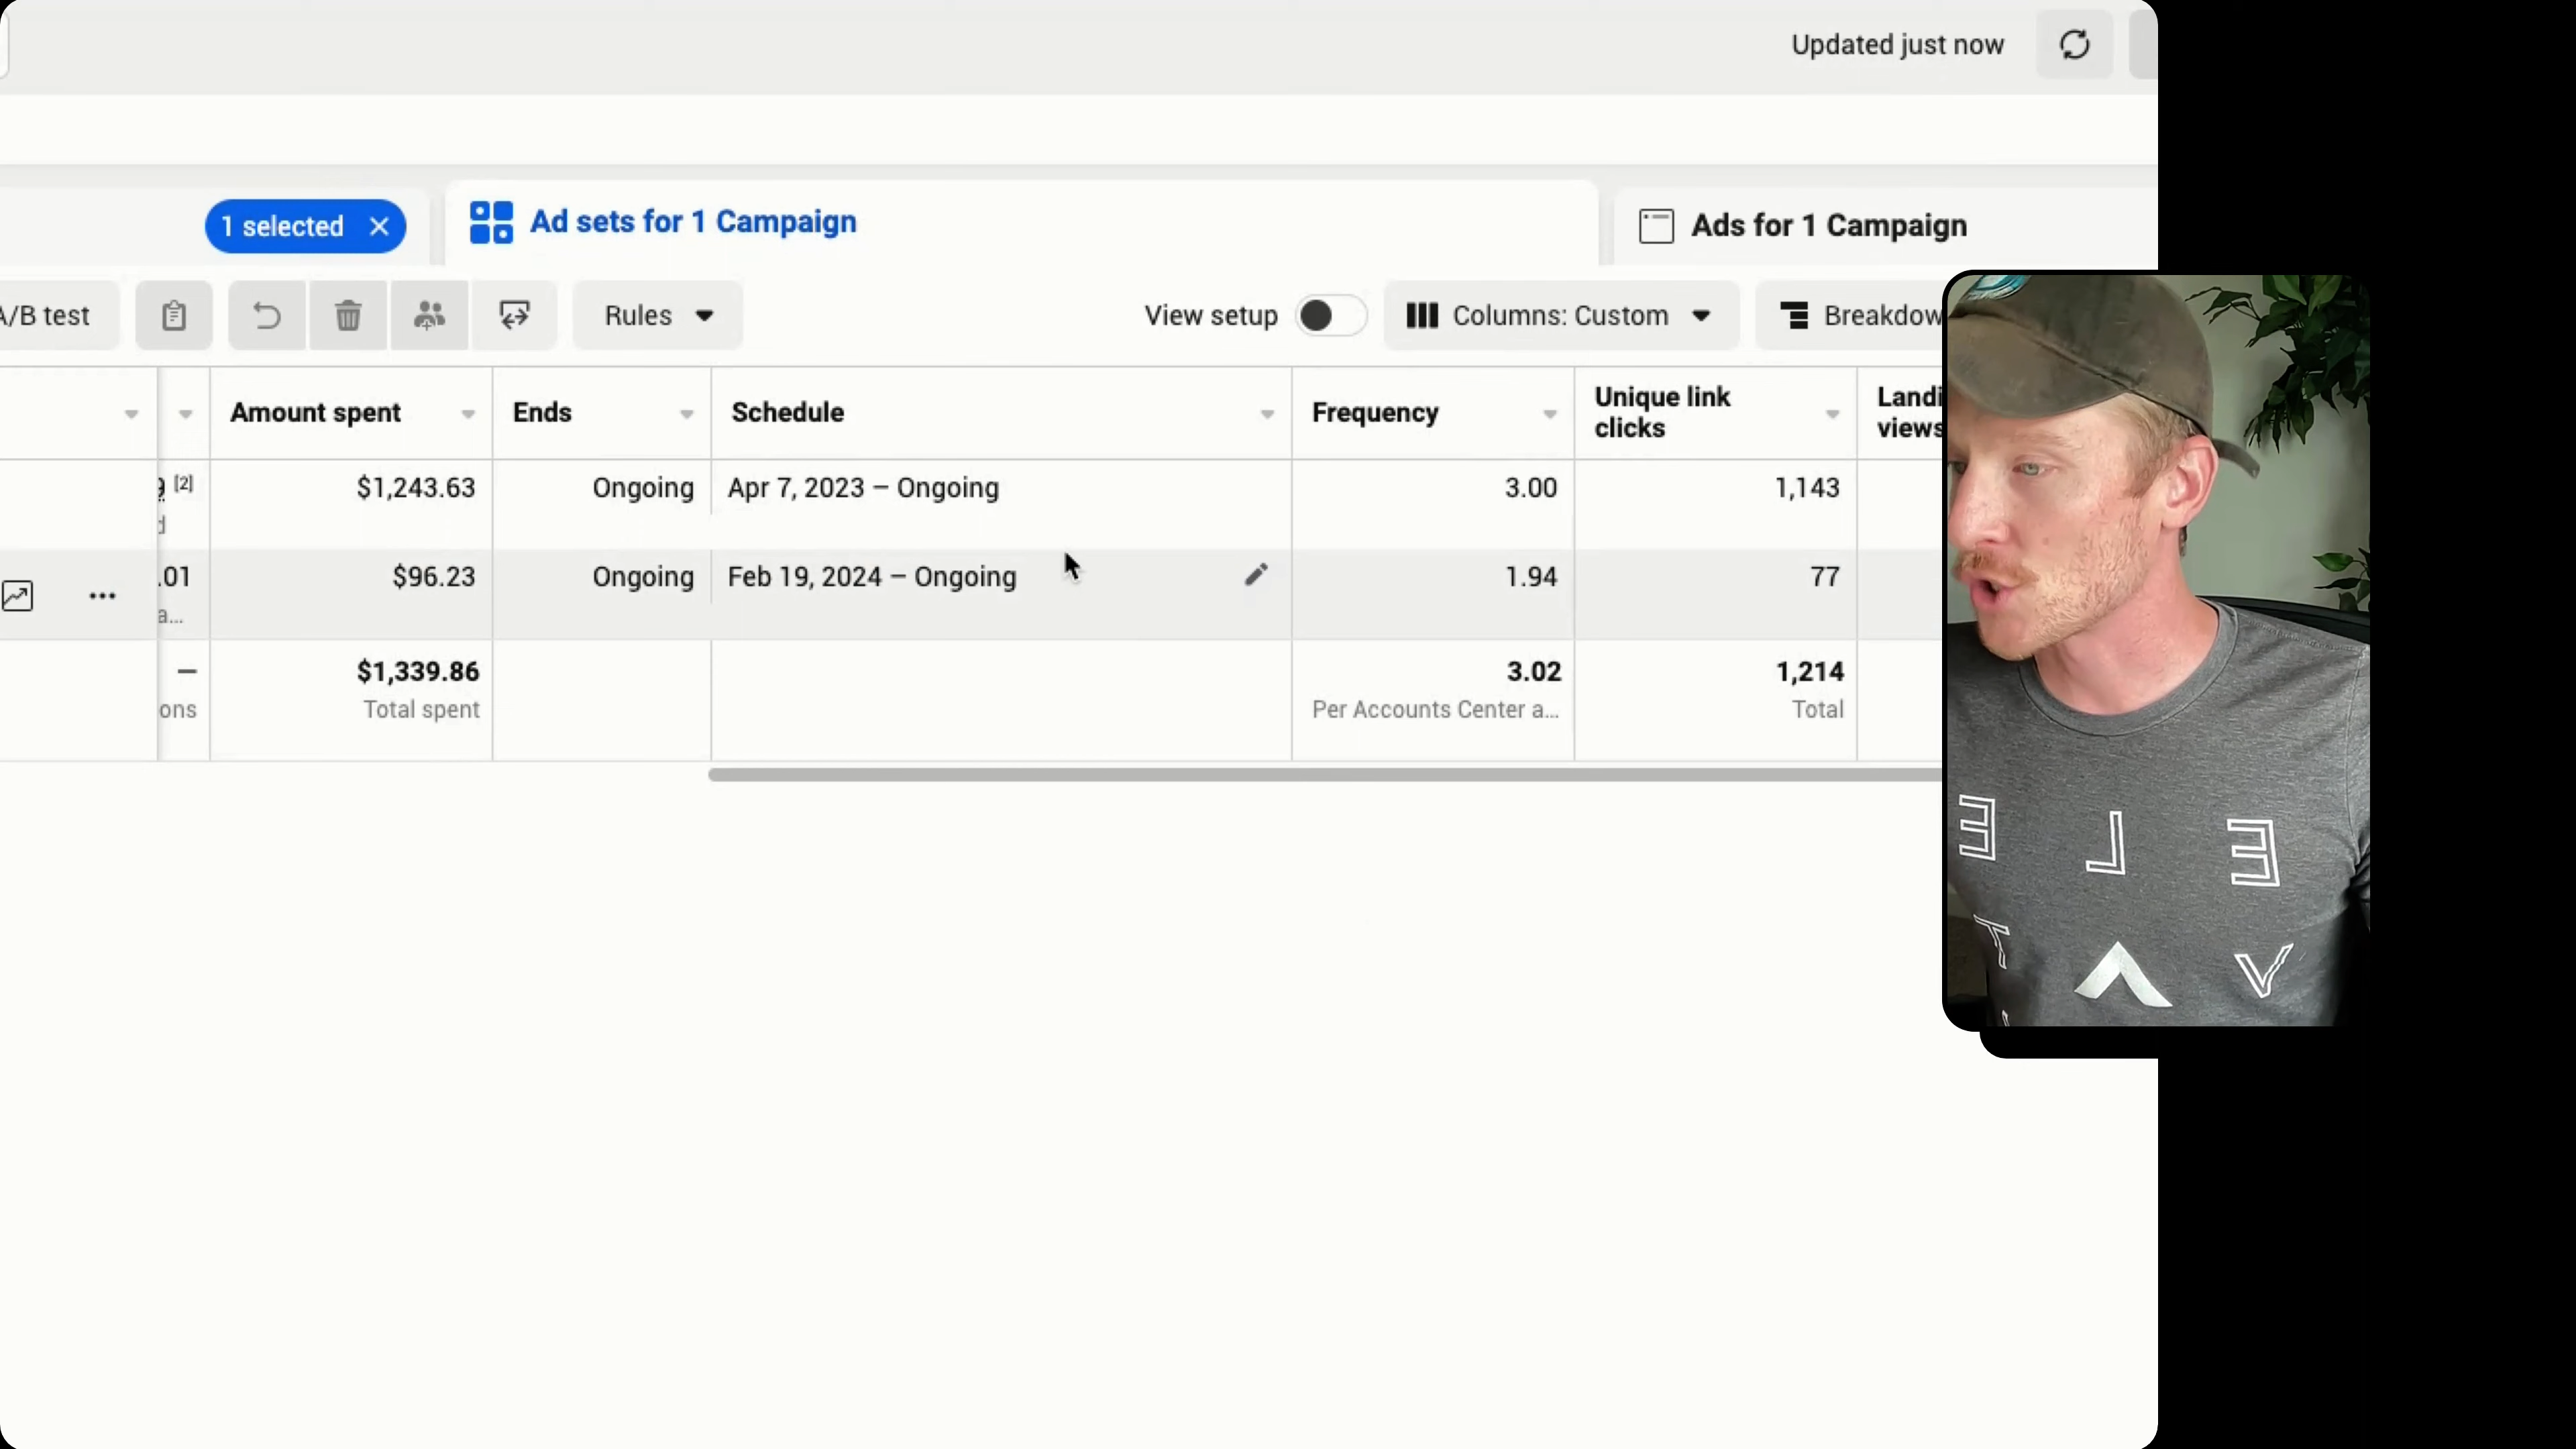 Updated just now
1 selected
Ad sets for 1 Campaign
Ads for 1 Campaign
A/B test
Rules
View setup
Columns: Custom
Breakdow
Amount spent
Ends
Schedule
Frequency
Unique link
clicks
Landi
views
9 [2]
$1,243.63
Ongoing
Apr 7, 2023 – Ongoing
3.00
1,143
d
.01
$96.23
Ongoing
Feb 19, 2024 – Ongoing
1.94
77
a...
—
$1,339.86
3.02
1,214
ons
Total spent
Per Accounts Center a...
Total
E L E
V A T